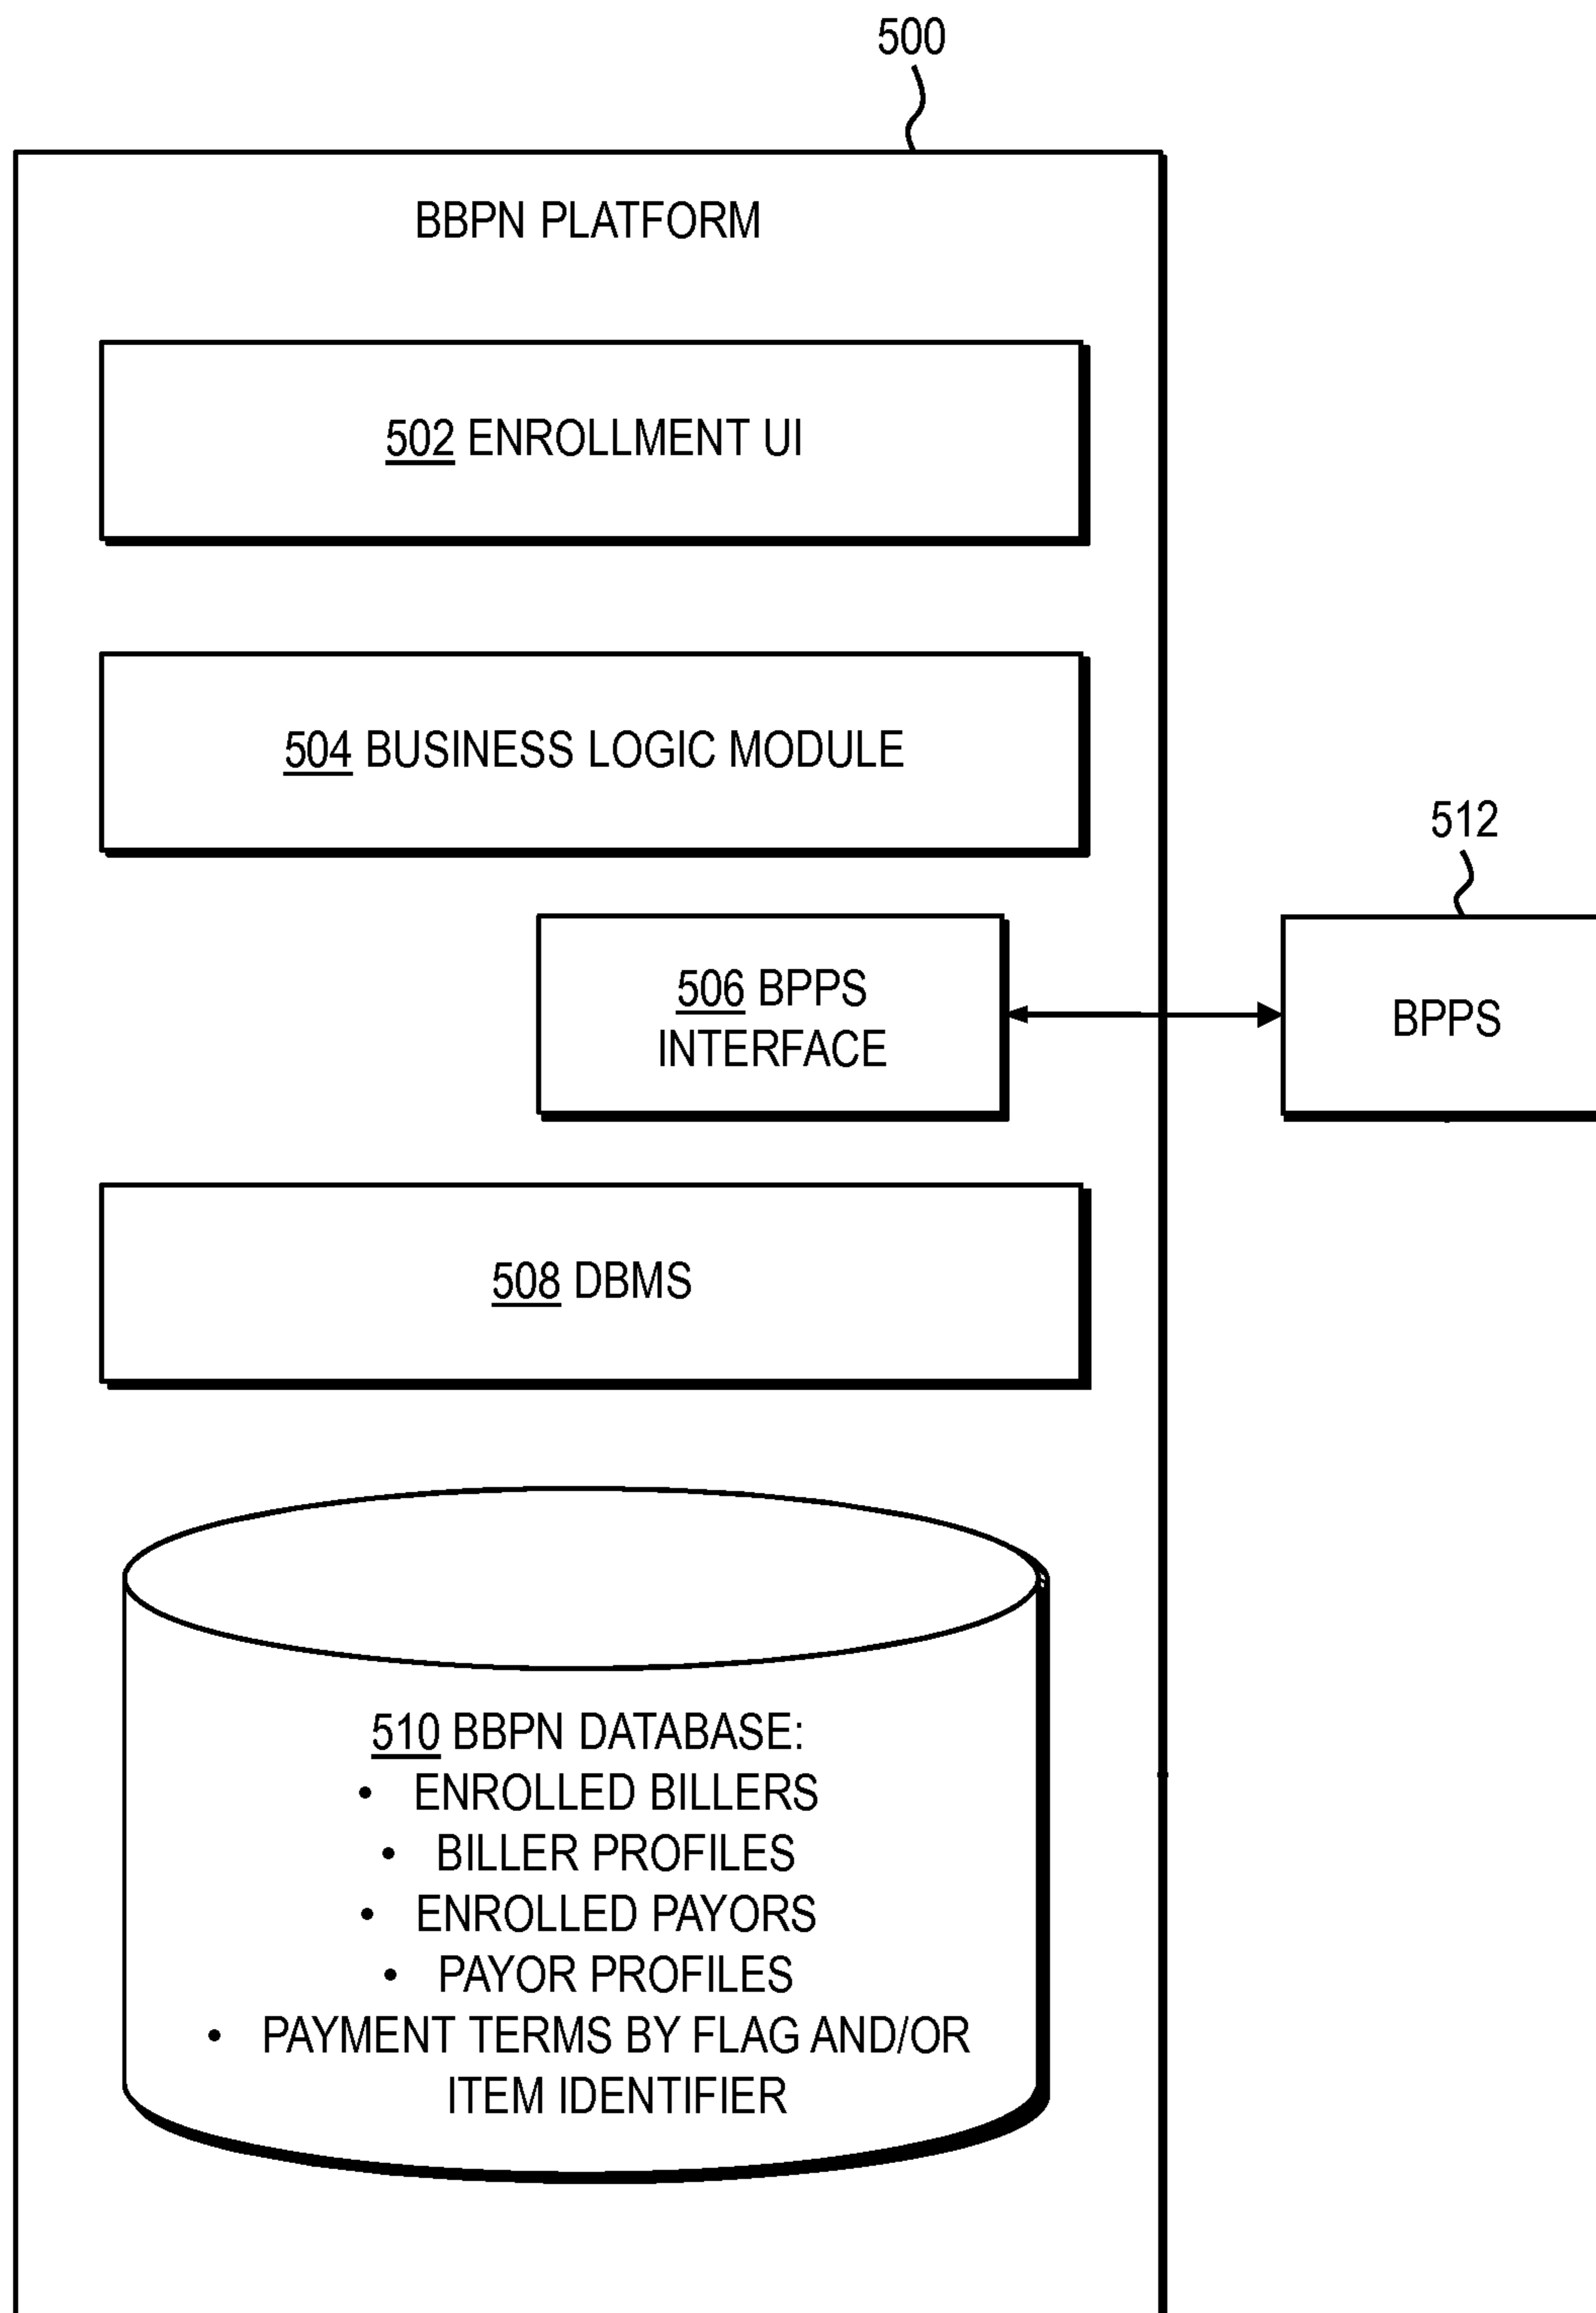 500
BBPN PLATFORM
502 ENROLLMENT UI
504 BUSINESS LOGIC MODULE
512
506 BPPS
INTERFACE
BPPS
508 DBMS
510 BBPN DATABASE:
• ENROLLED BILLERS
• BILLER PROFILES
• ENROLLED PAYORS
• PAYOR PROFILES
• PAYMENT TERMS BY FLAG AND/OR
ITEM IDENTIFIER